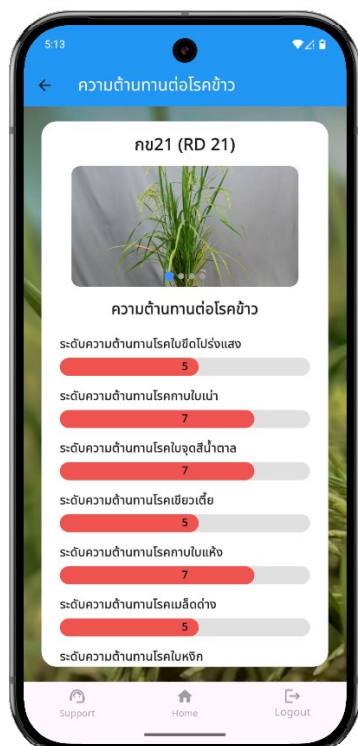 5:13
ความต้านทานต่อโรคข้าว
กข21 (RD 21)
ความต้านทานต่อโรคข้าว
ระดับความต้านทานโรคใบขีดโปร่งแสง
5
ระดับความต้านทานโรคกาบใบเน่า
7
ระดับความต้านทานโรคใบจุดสีน้ำตาล
7
ระดับความต้านทานโรคเขียวเตี้ย
5
ระดับความต้านทานโรคกาบใบแห้ง
7
ระดับความต้านทานโรคเมล็ดด่าง
5
ระดับความต้านทานโรคใบหงิก
Support
Home
Logout